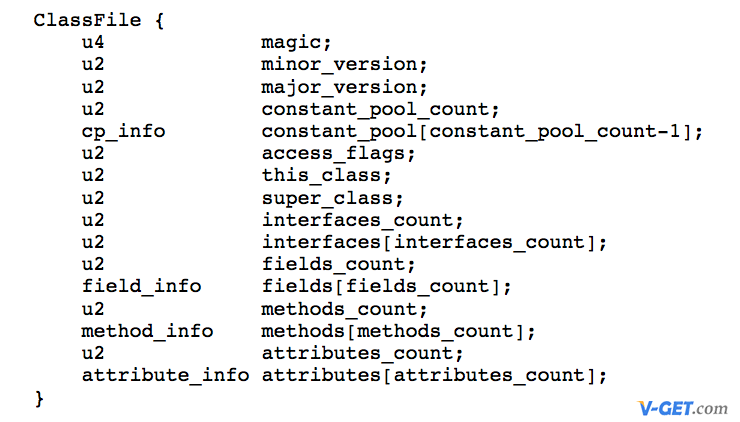 ClassFile {
u4 magic;
u2 minor_version;
u2 major_version;
u2 constant_pool_count;
cp_info constant_pool[constant_pool_count-1];
u2 access_flags;
u2 this_class;
u2 super_class;
u2 interfaces_count;
u2 interfaces[interfaces_count];
u2 fields_count;
field_info fields[fields_count];
u2 methods_count;
method_info methods[methods_count];
u2 attributes_count;
attribute_info attributes[attributes_count];
}
V-GET.com